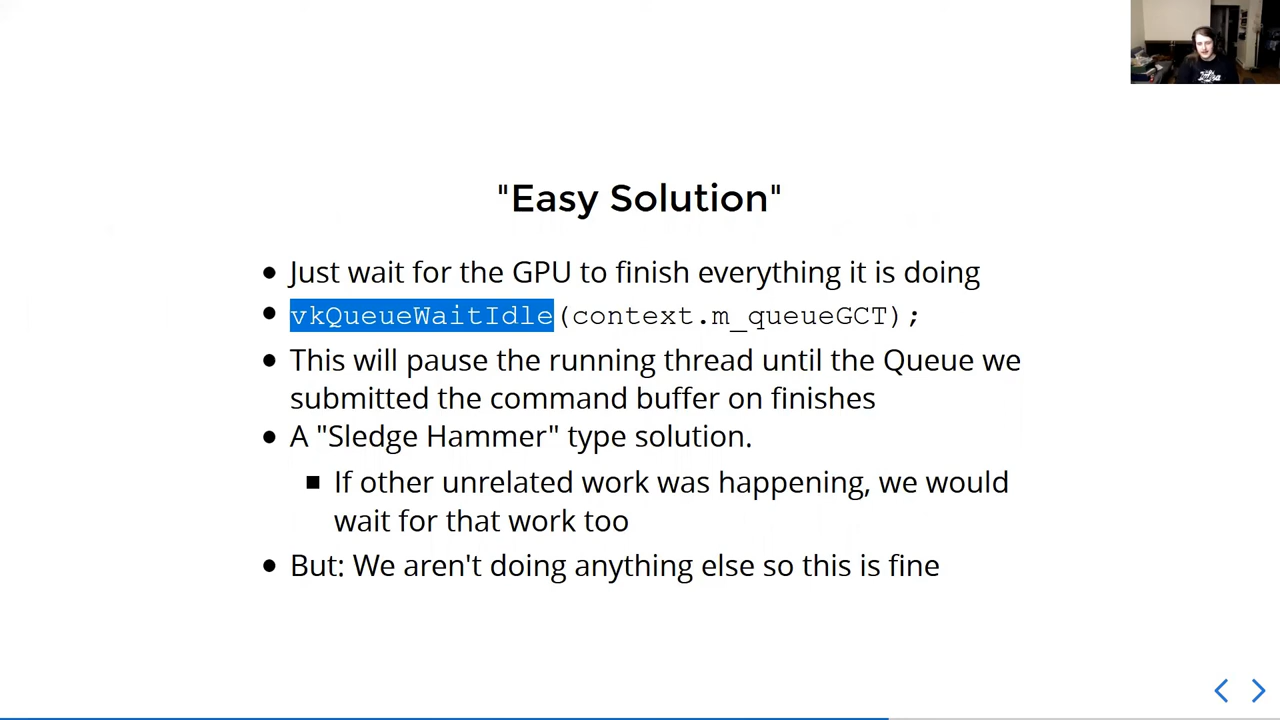 "Easy Solution"
Just wait for the GPU to finish everything it is doing
vkQueueWaitIdle(context.m_queueGCT);
This will pause the running thread until the Queue we
submitted the command buffer on finishes
A "Sledge Hammer" type solution.
If other unrelated work was happening, we would
wait for that work too
But: We aren't doing anything else so this is fine